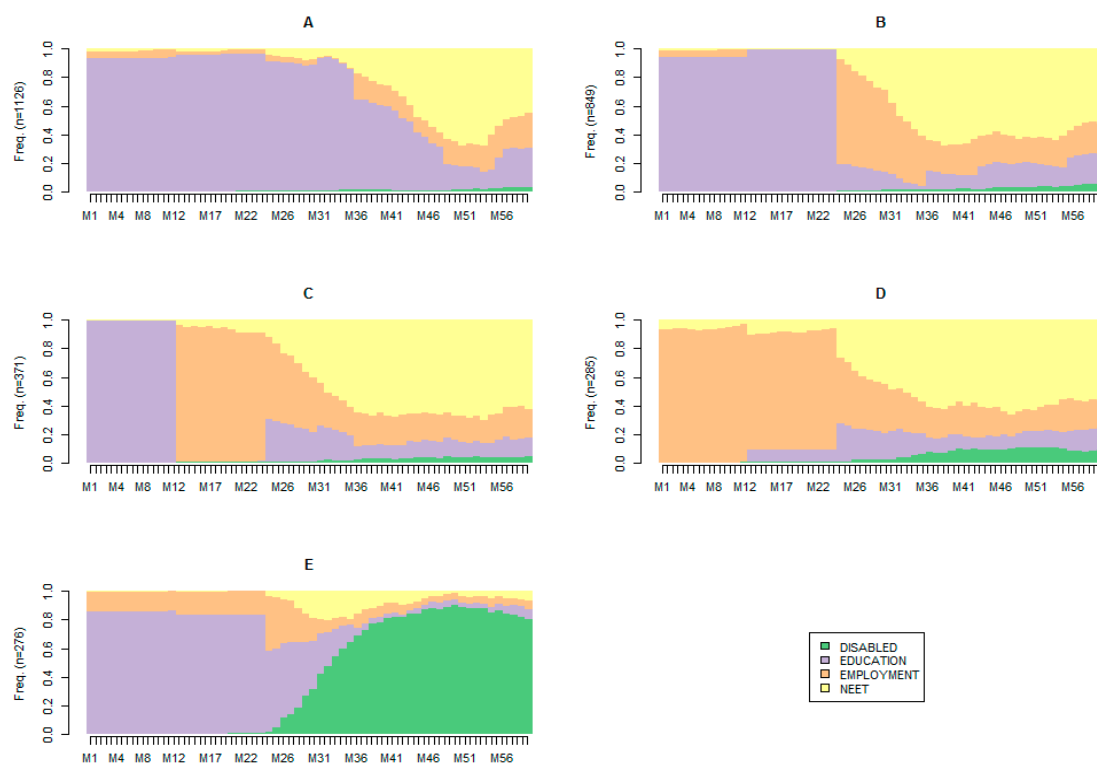 A
Freq. (n=1126)
0.0 0.2 0.4 0.6 0.8 1.0
M1 M4 M8 M12 M17 M22 M26 M31 M36 M41 M46 M51 M56
B
Freq. (n=849)
0.0 0.2 0.4 0.6 0.8 1.0
M1 M4 M8 M12 M17 M22 M26 M31 M36 M41 M46 M51 M56
C
Freq. (n=371)
0.0 0.2 0.4 0.6 0.8 1.0
M1 M4 M8 M12 M17 M22 M26 M31 M36 M41 M46 M51 M56
D
Freq. (n=285)
0.0 0.2 0.4 0.6 0.8 1.0
M1 M4 M8 M12 M17 M22 M26 M31 M36 M41 M46 M51 M56
E
Freq. (n=276)
0.0 0.2 0.4 0.6 0.8 1.0
M1 M4 M8 M12 M17 M22 M26 M31 M36 M41 M46 M51 M56
DISABLED
EDUCATION
EMPLOYMENT
NEET